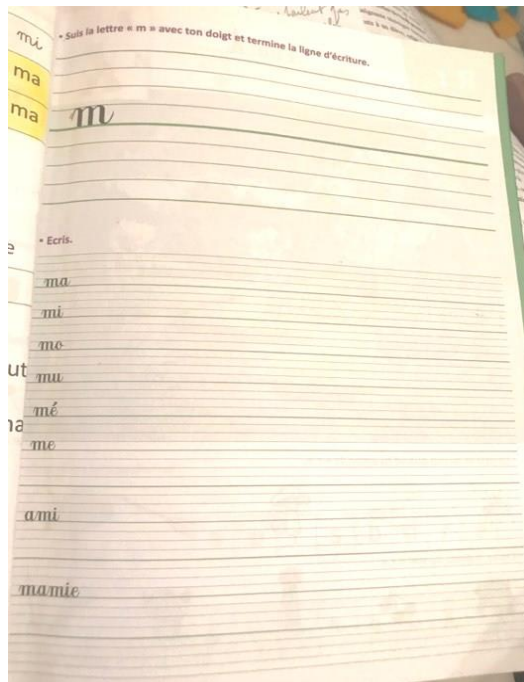 mi
ma
ma
• Suis la lettre « m » avec ton doigt et termine la ligne d'écriture.
m
• Ecris.
ma
mi
mo
mu
mé
me
ami
mamie
e
ut